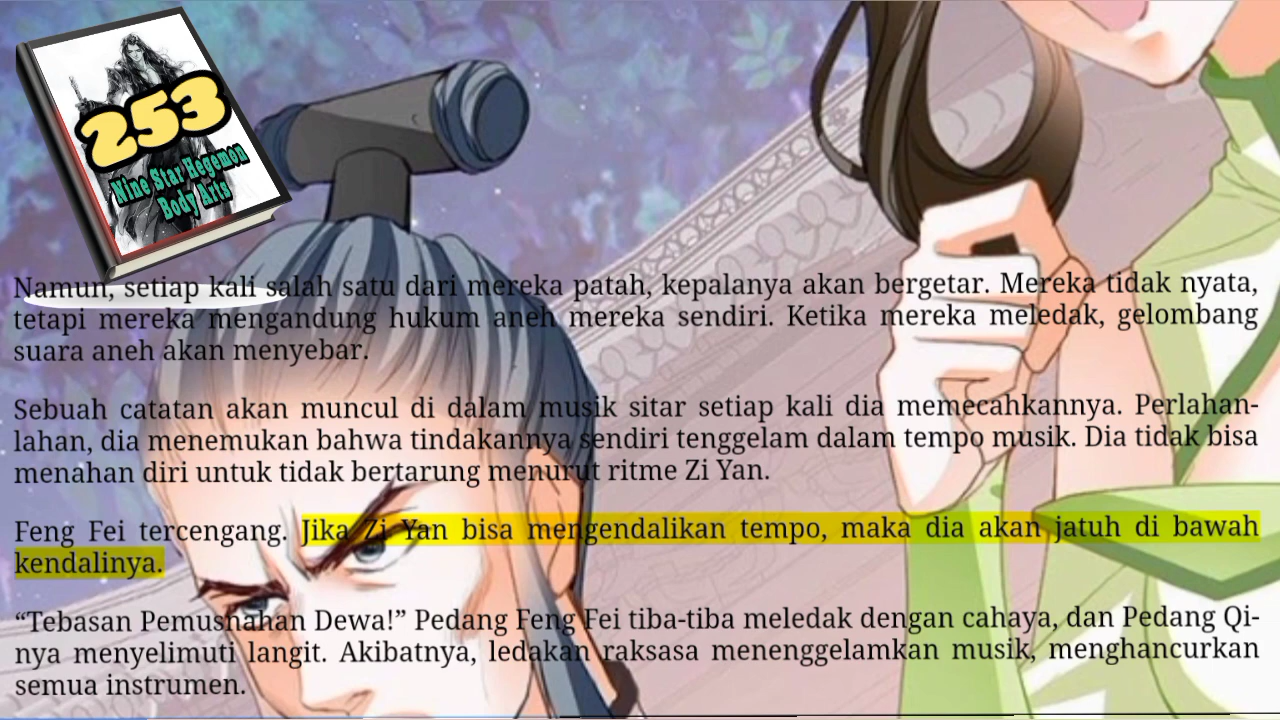 253
Nine Star Hegemon
Body Arts
Namun, setiap kali salah satu dari mereka patah, kepalanya akan bergetar. Mereka tidak nyata,
tetapi mereka mengandung hukum aneh mereka sendiri. Ketika mereka meledak, gelombang
suara aneh akan menyebar.
Sebuah catatan akan muncul di dalam musik sitar setiap kali dia memecahkannya. Perlahan-
lahan, dia menemukan bahwa tindakannya sendiri tenggelam dalam tempo musik. Dia tidak bisa
menahan diri untuk tidak bertarung menurut ritme Zi Yan.
Feng Fei tercengang. Jika Zi Yan bisa mengendalikan tempo, maka dia akan jatuh di bawah
kendalinya.
“Tebasan Pemusnahan Dewa!” Pedang Feng Fei tiba-tiba meledak dengan cahaya, dan Pedang Qi-
nya menyelimuti langit. Akibatnya, ledakan raksasa menenggelamkan musik, menghancurkan
semua instrumen.